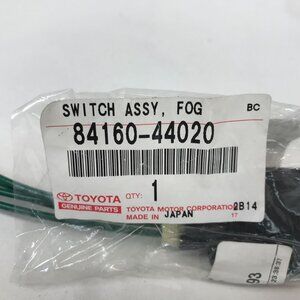 SWITCH ASSY, FOG BC
84160-44020
TOYOTA QTY: 1
GENUINE PARTS
TOYOTA MOTOR CORPORATION 2B14
MADE IN JAPAN 17
93